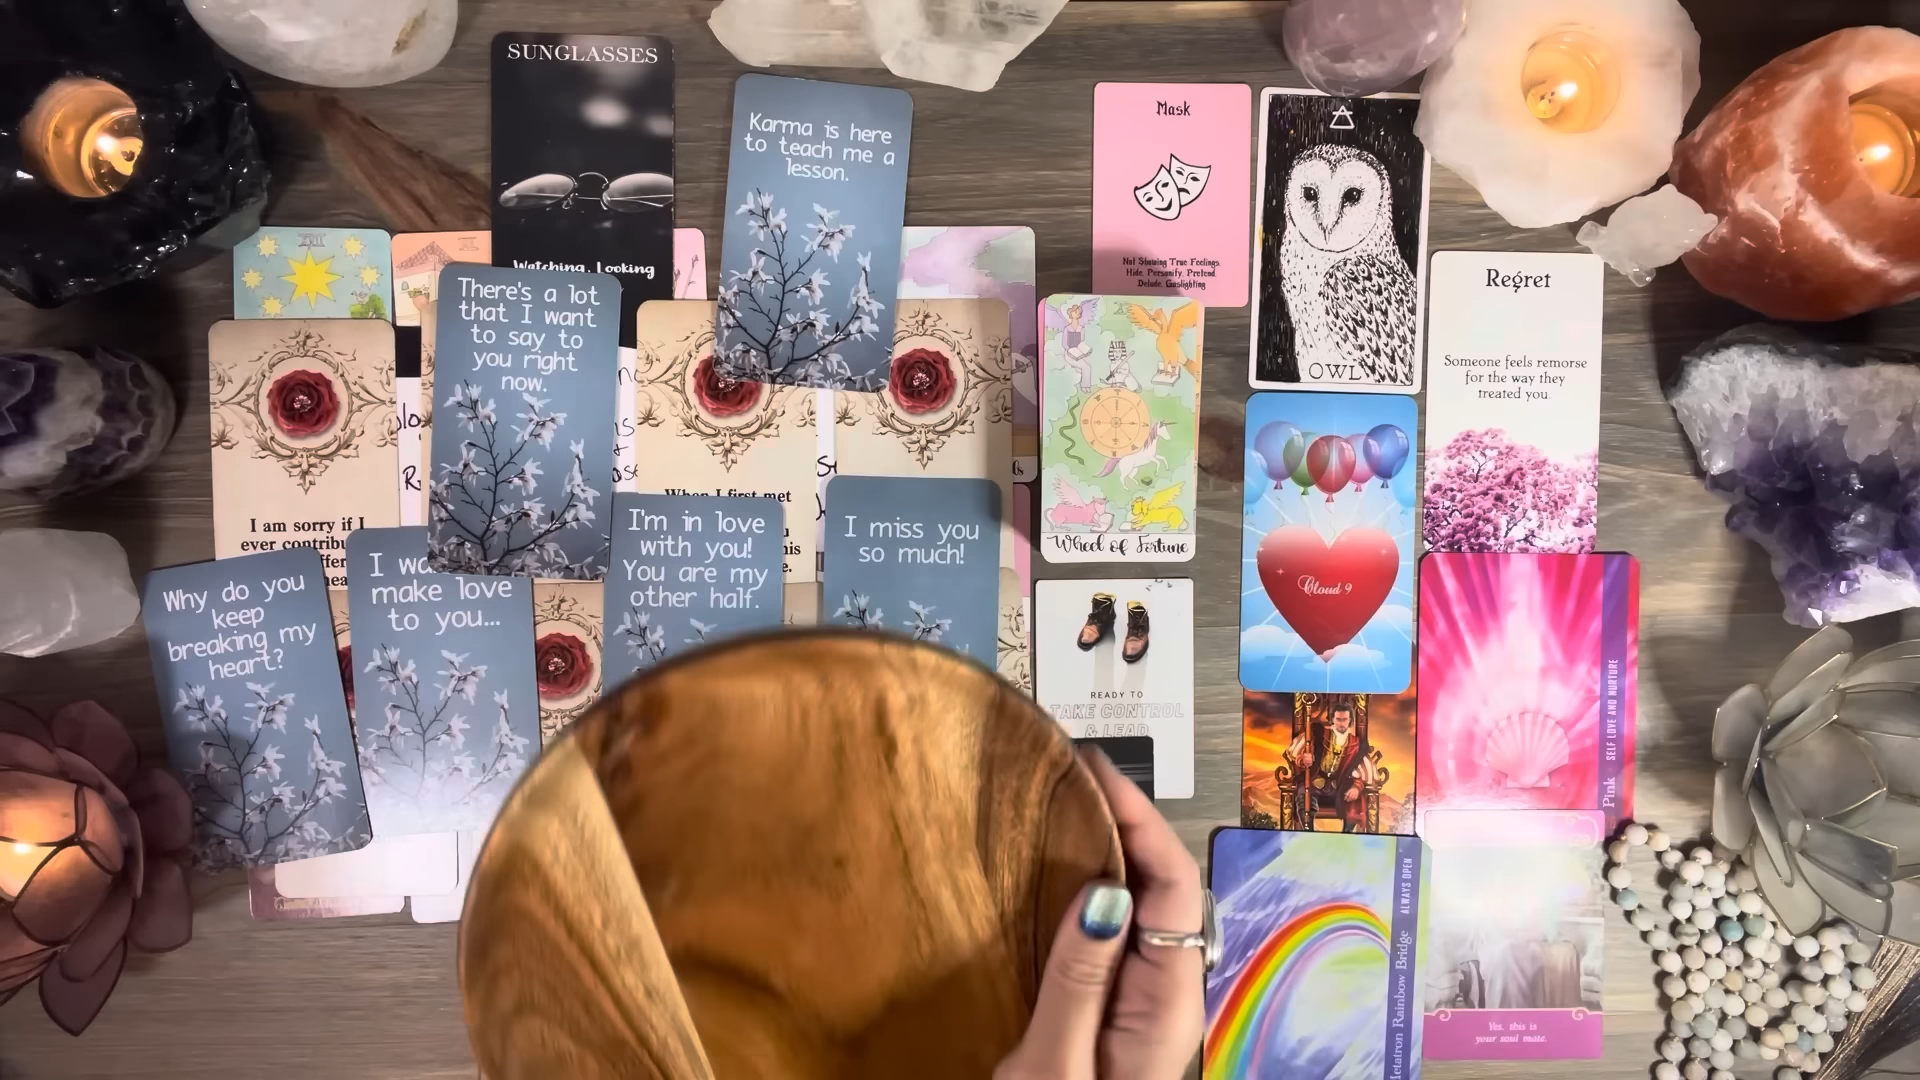 SUNGLASSES
Watching, Looking
Karma is here
to teach me a
lesson.
There's a lot
that I want
to say to
you right
now.
I am sorry if I
ever
When I first met
Why do you
keep
breaking my
heart?
I
make love
to you...
I'm in love
with you!
You are my
other half.
I miss you
so much!
Mask
Not Showing True Feelings,
Hide, Personify, Pretend
Delude, Gaslighting
OWL
Regret
Someone feels remorse
for the way they
treated you.
Wheel of Fortune
Cloud 9
READY TO
TAKE CONTROL
& LEAD
Pink SELF LOVE AND NURTURE
Rainbow Bridge ALWAYS OPEN
Yes, this is
your soul mate.